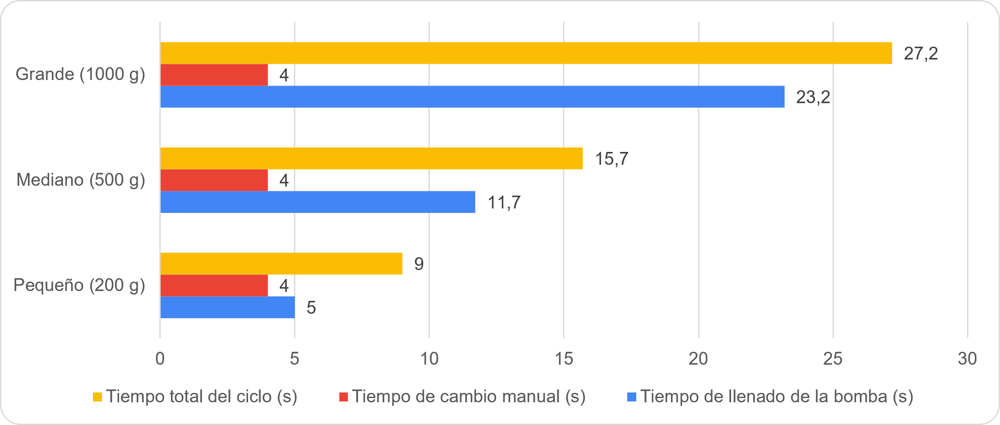 27,2
Grande (1000 g)
4
23,2
15,7
Mediano (500 g)
4
11,7
9
Pequeño (200 g)
4
5
0 5 10 15 20 25 30
Tiempo total del ciclo (s) Tiempo de cambio manual (s) Tiempo de llenado de la bomba (s)